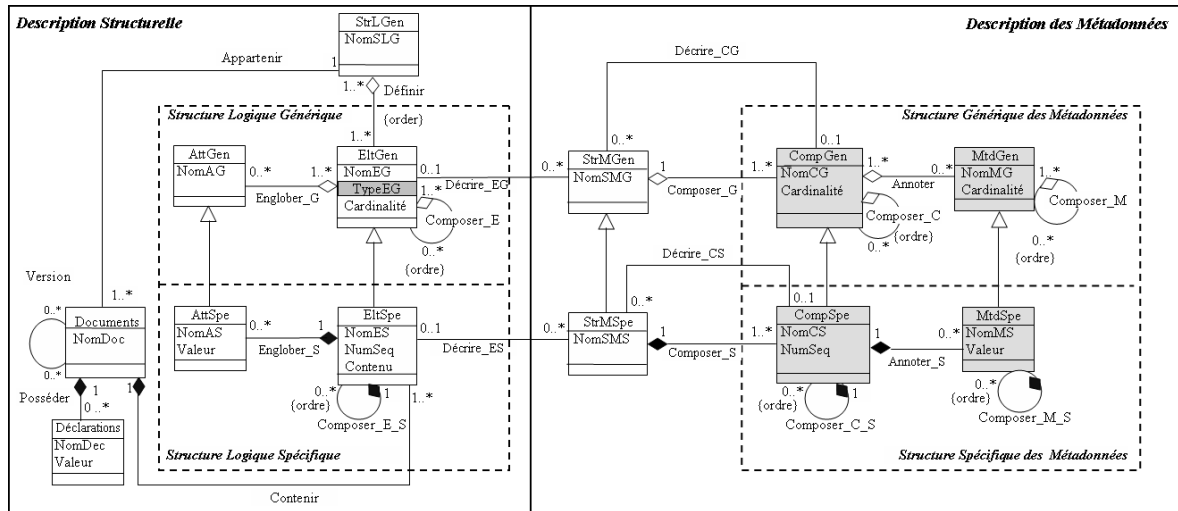 Description Structurelle
Description des Métadonnées
StrLGen
NomSLG
Appartenir
1
1..*
Définir
{order}
1..*
Décrire_CG
Structure Logique Générique
Structure Générique des Métadonnées
AttGen
NomAG
0..*
1..*
Englober_G
EltGen
NomEG
TypeEG
Cardinalité
0..1
1..*
Décrire_EG
Composer_E
0..*
{ordre}
0..*
0..*
StrMGen
NomSMG
1
Composer_G
1..*
0..1
CompGen
NomCG
Cardinalité
1..*
0..*
Annoter
Composer_C
{ordre}
0..*
MtdGen
NomMG
Cardinalité
1..*
Composer_M
0..*
{ordre}
Version
1..*
0..*
Documents
NomDoc
0..*
Posséder
1
1
0..*
Déclarations
NomDec
Valeur
Contenir
AttSpe
NomAS
Valeur
0..*
1
Englober_S
EltSpe
NomES
NumSeq
Contenu
0..1
Décrire_ES
0..*
{ordre}
1
1..*
Composer_E_S
Structure Logique Spécifique
Décrire_CS
0..*
0..*
StrMSpe
NomSMS
1
Composer_S
1..*
0..1
CompSpe
NomCS
NumSeq
1
0..*
Annoter_S
0..*
{ordre}
1
Composer_C_S
MtdSpe
NomMS
Valeur
0..*
{ordre}
1
Composer_M_S
Structure Spécifique des Métadonnées